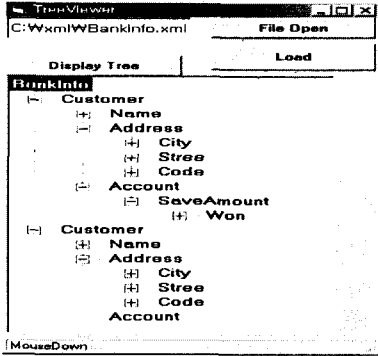 TreeViewer
C:₩xml₩BankInfo.xml
File Open
Display Tree
Load
BankInfo
Customer
Name
Address
City
Stree
Code
Account
SaveAmount
Won
Customer
Name
Address
City
Stree
Code
Account
MouseDown